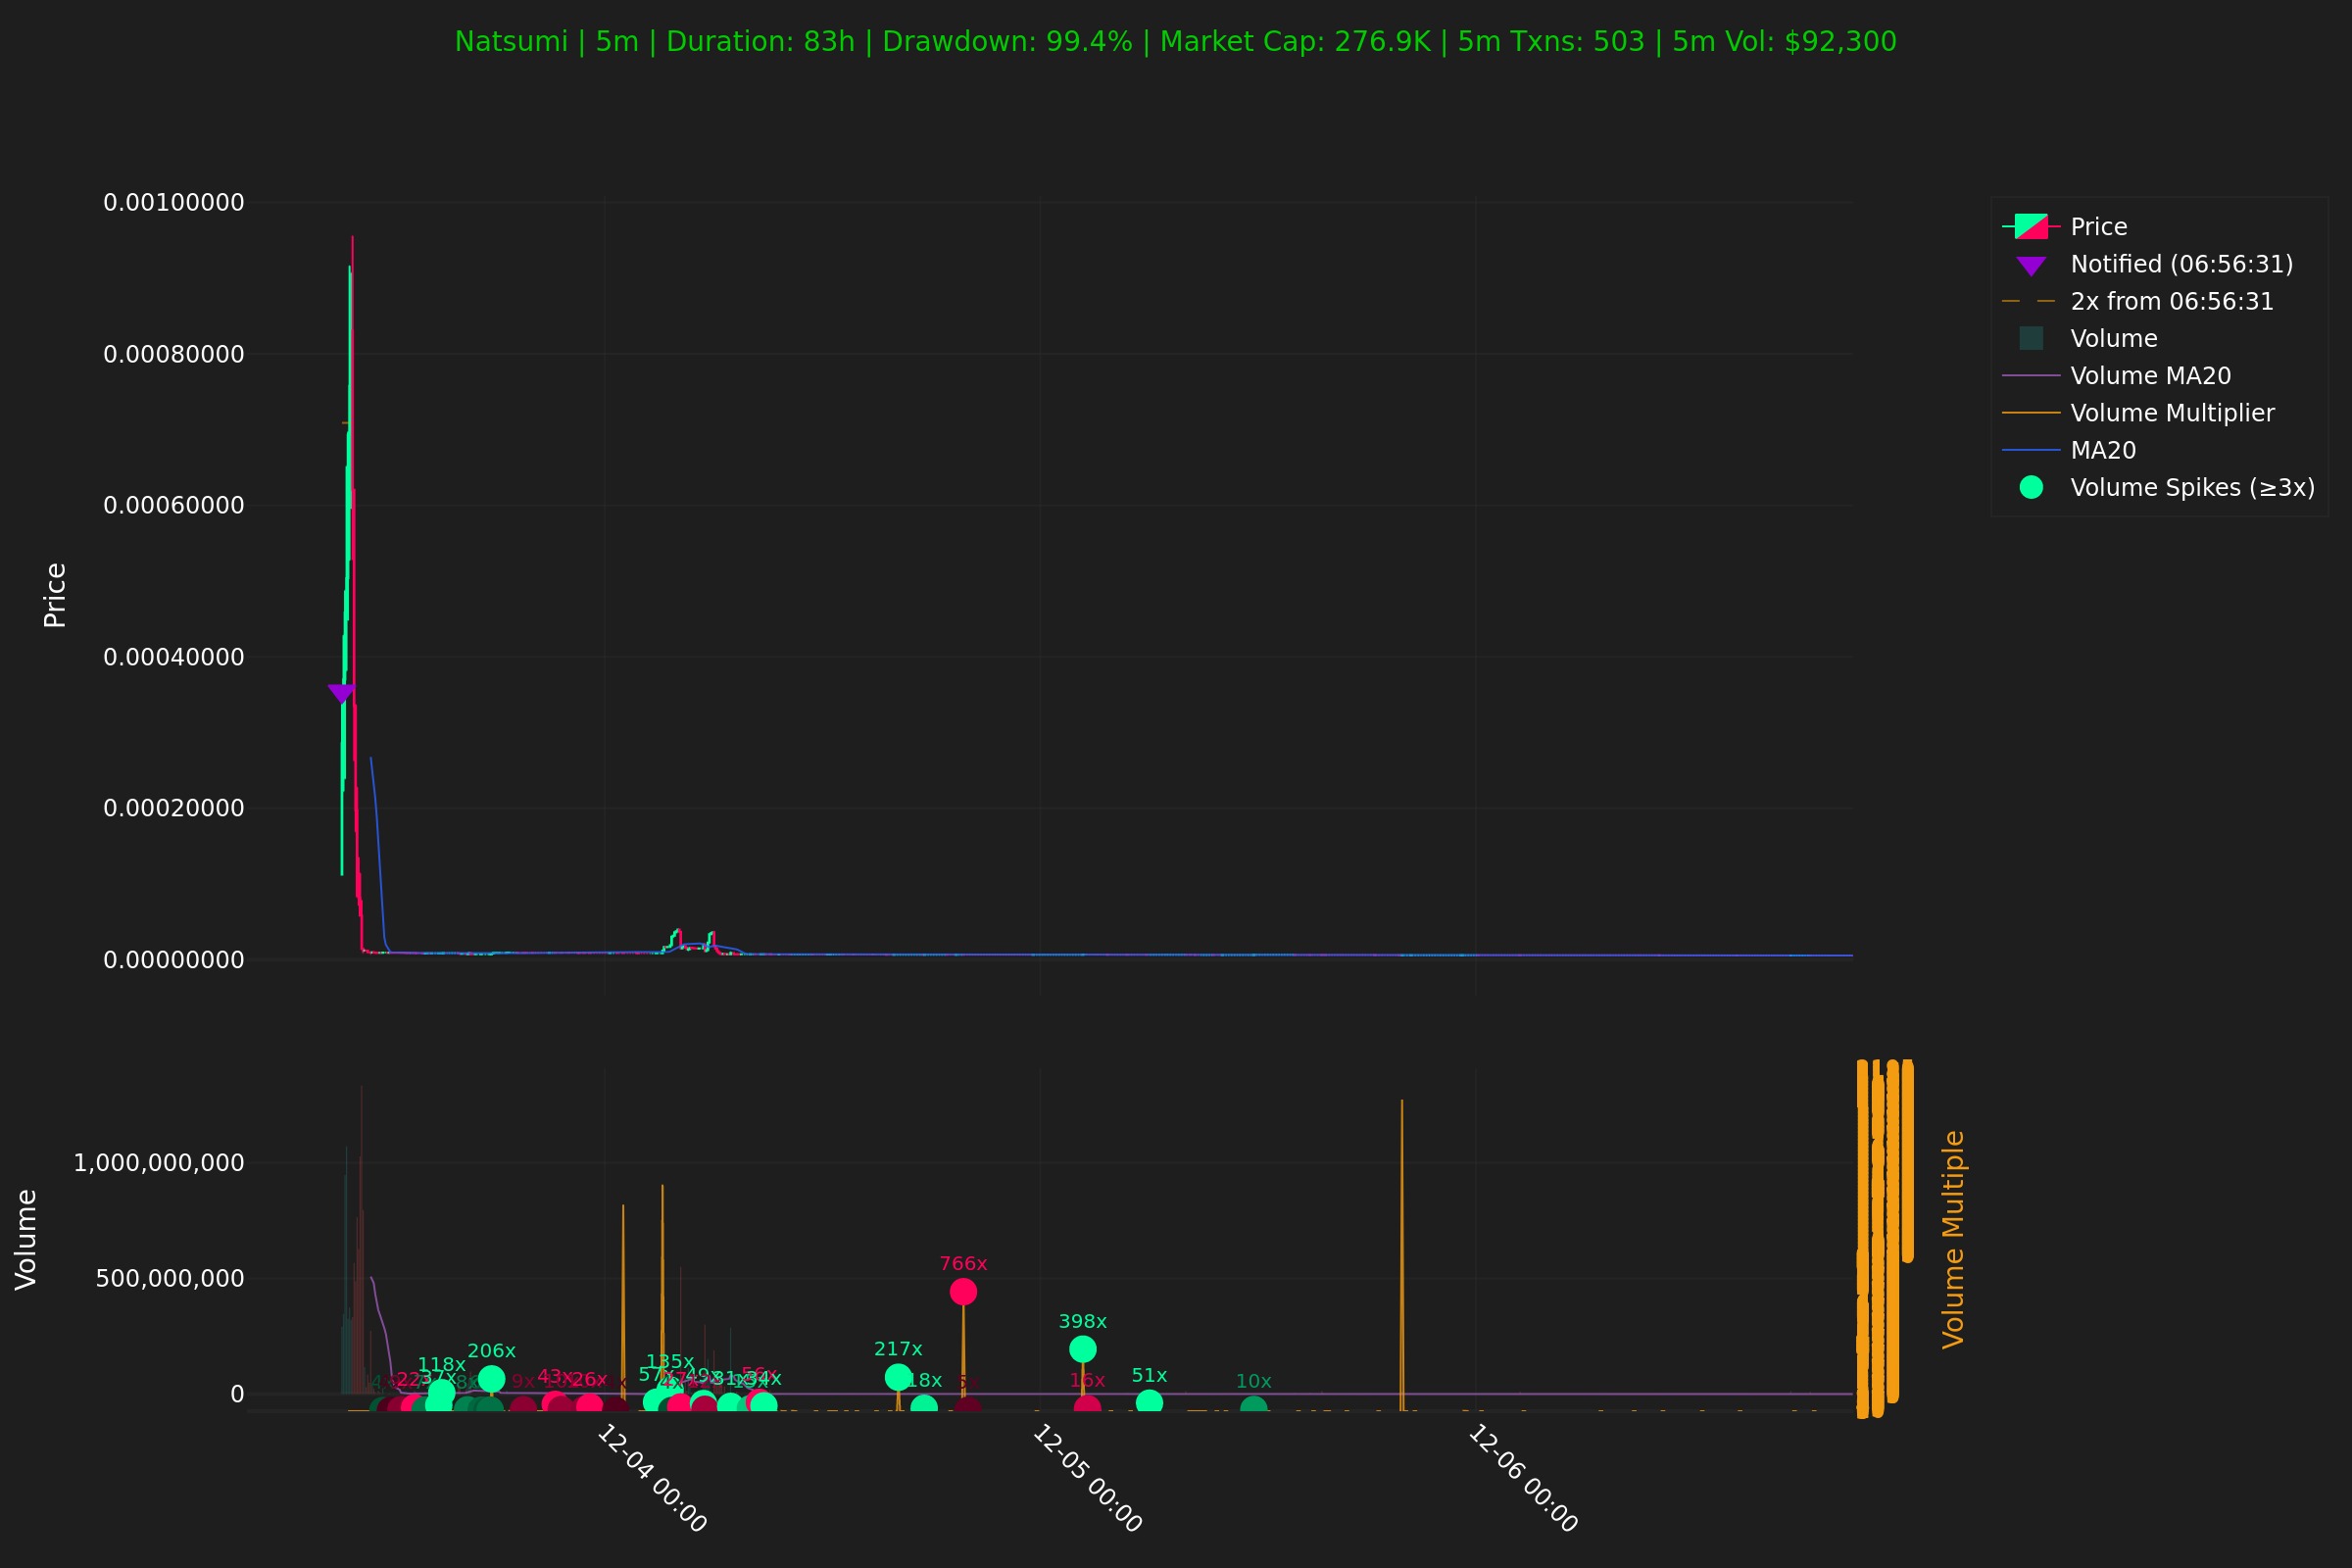 Natsumi | 5m | Duration: 83h | Drawdown: 99.4% | Market Cap: 276.9K | 5m Txns: 503 | 5m Vol: $92,300
0.00100000
0.00080000
0.00060000
0.00040000
0.00020000
0.00000000
Price
Price
Notified (06:56:31)
2x from 06:56:31
Volume
Volume MA20
Volume Multiplier
MA20
Volume Spikes (≥3x)
1,000,000,000
500,000,000
0
Volume
Volume Multiple
766x
398x
217x
206x
135x
118x
51x
18x
16x
10x
37x
43x
26x
9x
12-04 00:00
12-05 00:00
12-06 00:00